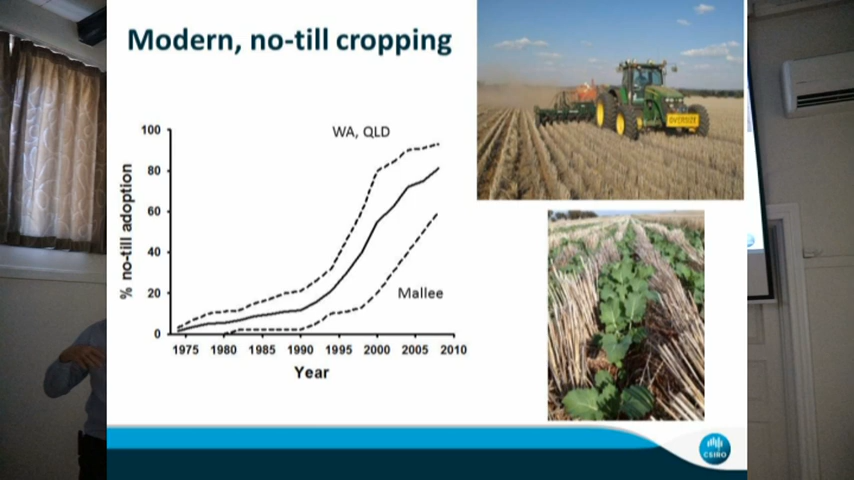 Modern, no-till cropping
OVERSIZE
100
WA, QLD
80
60
40
20
0
% no-till adoption
Mallee
1975 1980 1985 1990 1995 2000 2005 2010
Year
CSIRO